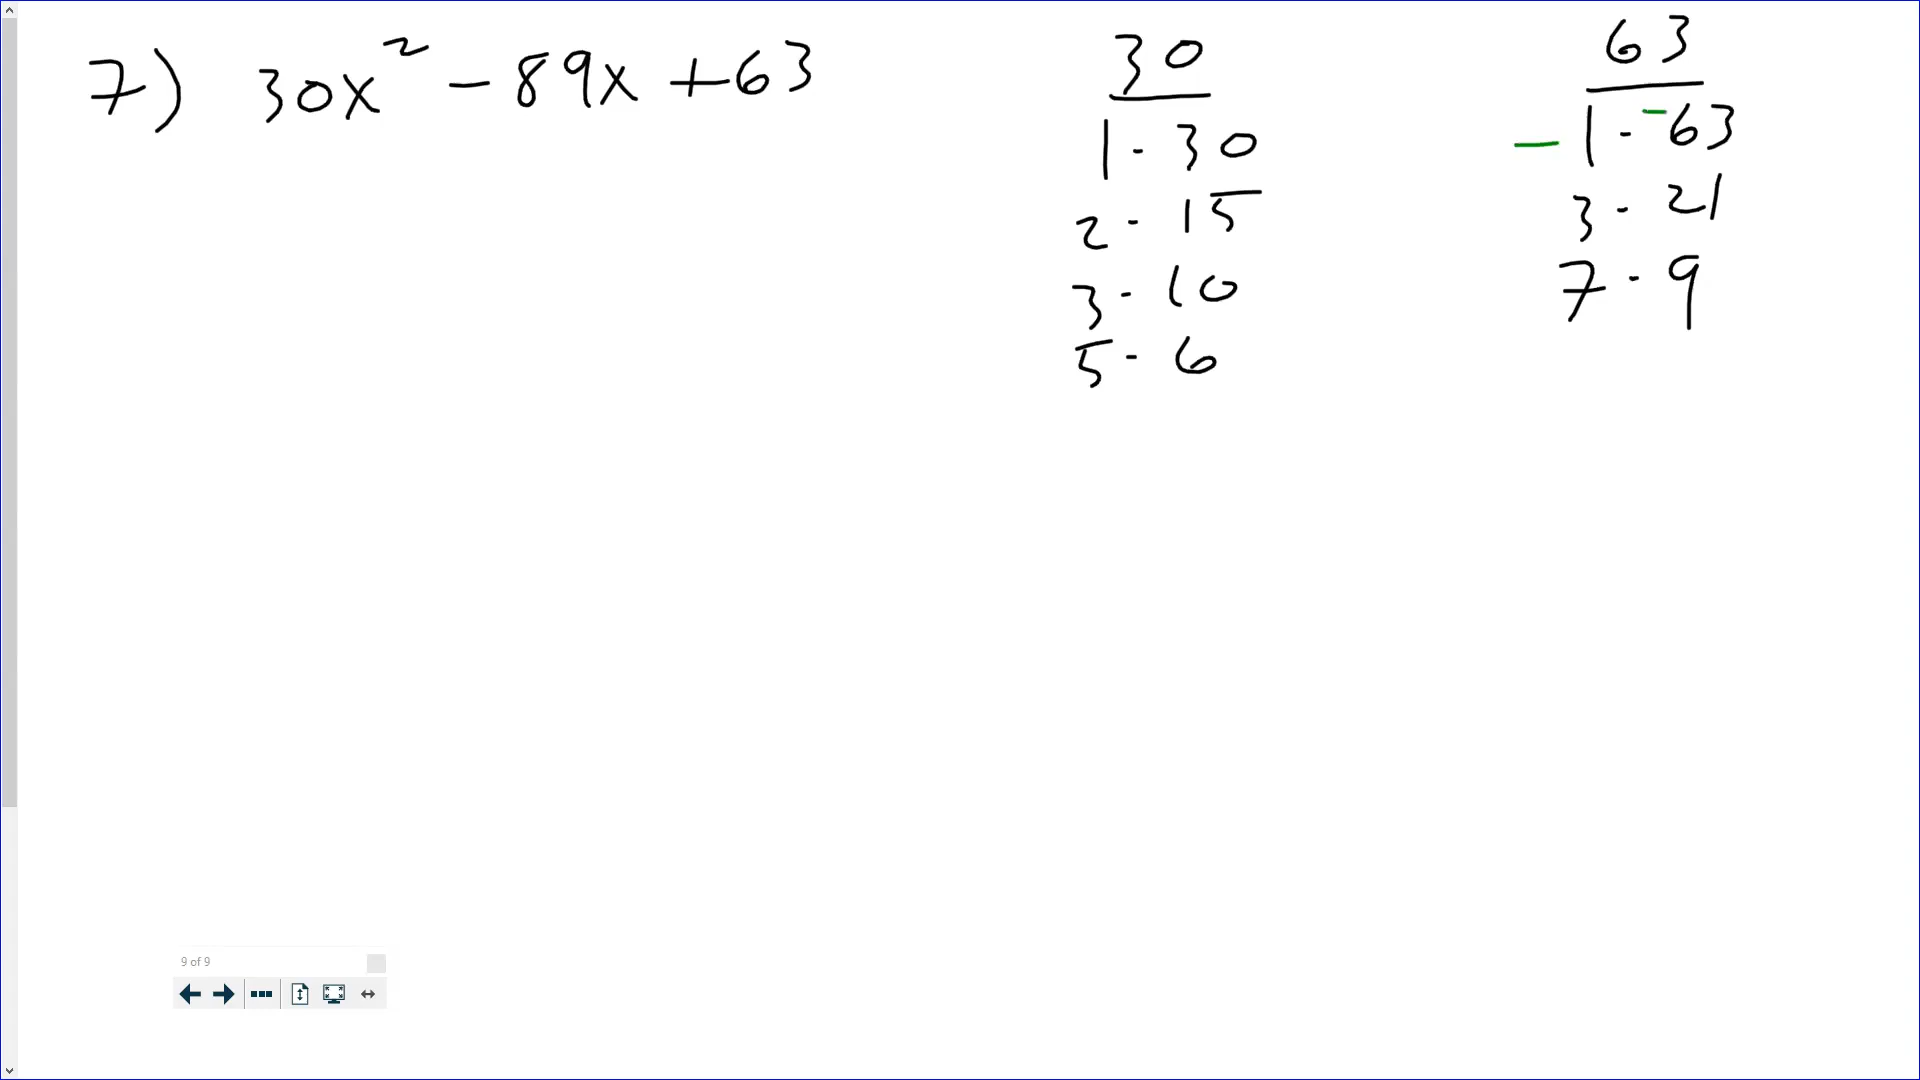 7) 30x² - 89x + 63
30
1 · 30
2 · 15
3 · 10
5 · 6
63
-1 · -63
3 · 21
7 · 9
9 of 9